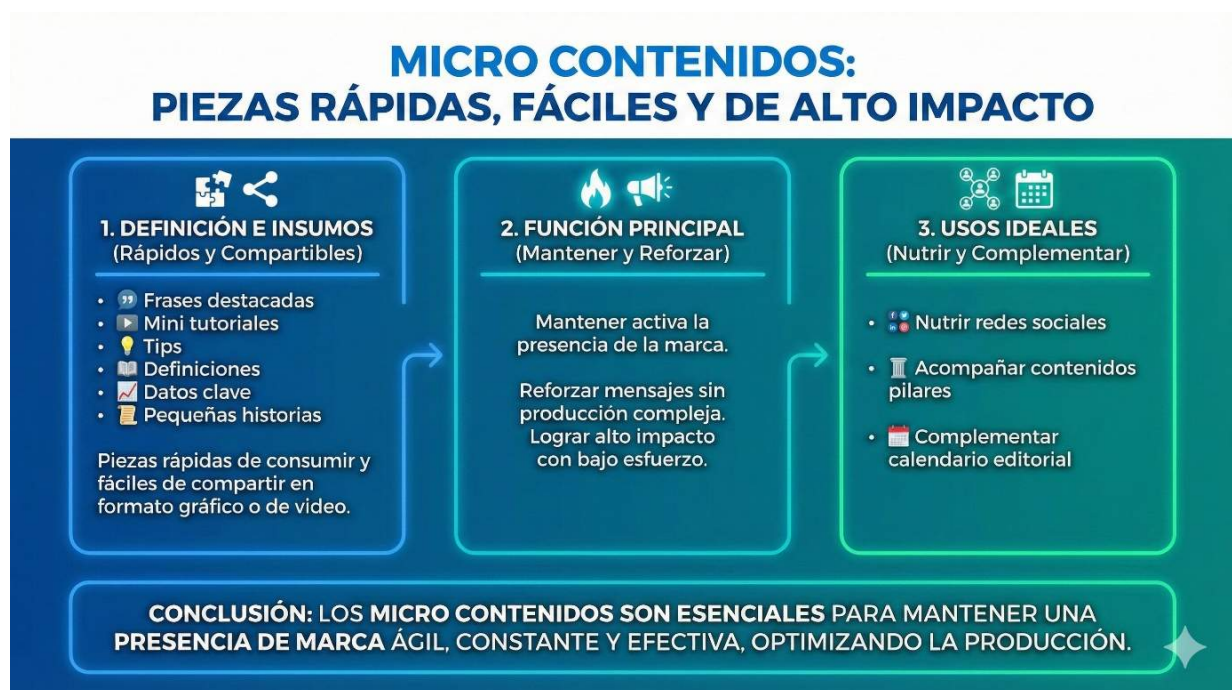 MICRO CONTENIDOS:
PIEZAS RÁPIDAS, FÁCILES Y DE ALTO IMPACTO
1. DEFINICIÓN E INSUMOS
(Rápidos y Compartibles)
• Frases destacadas
• Mini tutoriales
• Tips
• Definiciones
• Datos clave
• Pequeñas historias
Piezas rápidas de consumir y
fáciles de compartir en
formato gráfico o de video.
2. FUNCIÓN PRINCIPAL
(Mantener y Reforzar)
Mantener activa la
presencia de la marca.
Reforzar mensajes sin
producción compleja.
Lograr alto impacto
con bajo esfuerzo.
3. USOS IDEALES
(Nutrir y Complementar)
• Nutrir redes sociales
• Acompañar contenidos
pilares
• Complementar
calendario editorial
CONCLUSIÓN: LOS MICRO CONTENIDOS SON ESENCIALES PARA MANTENER UNA
PRESENCIA DE MARCA ÁGIL, CONSTANTE Y EFECTIVA, OPTIMIZANDO LA PRODUCCIÓN.